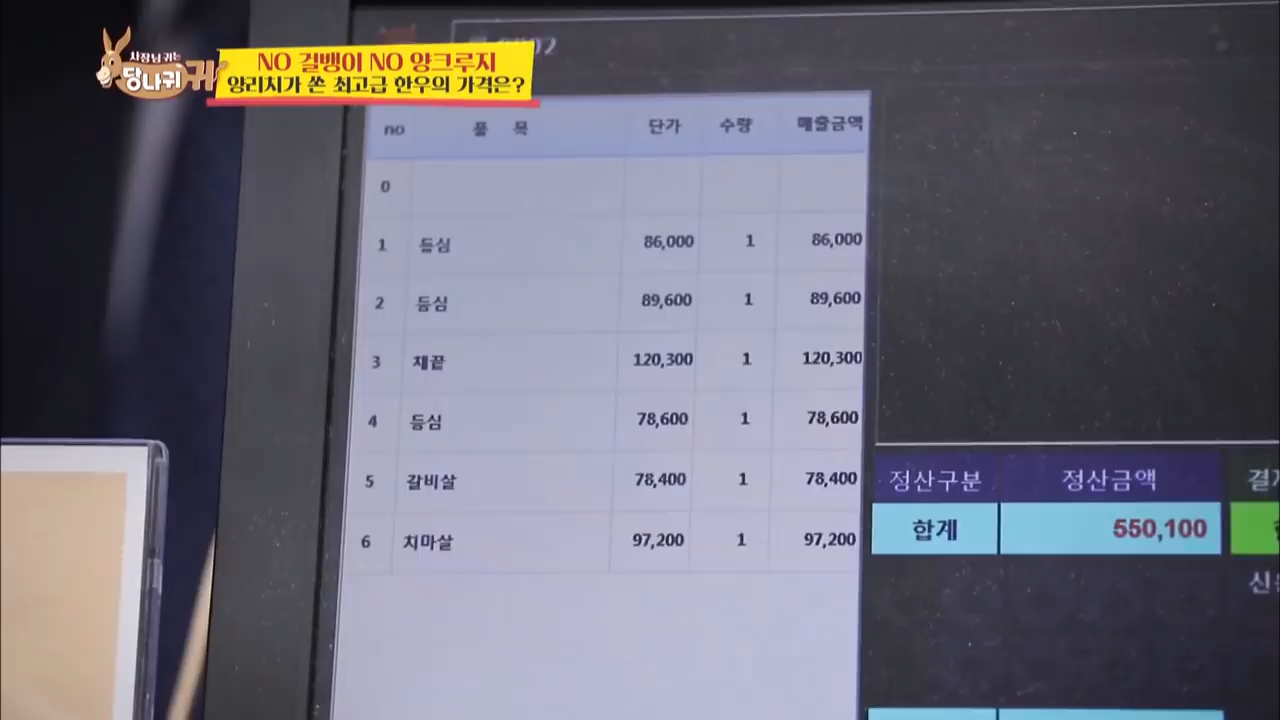 사장님 귀는
당나귀 귀
NO 걸뱅이 NO 양크루지
양리치가 쏜 최고급 한우의 가격은?
no 품 목 단가 수량 매출금액
0
1 등심 86,000 1 86,000
2 등심 89,600 1 89,600
3 채끝 120,300 1 120,300
4 등심 78,600 1 78,600
5 갈비살 78,400 1 78,400
6 치마살 97,200 1 97,200
정산구분 정산금액
합계 550,100